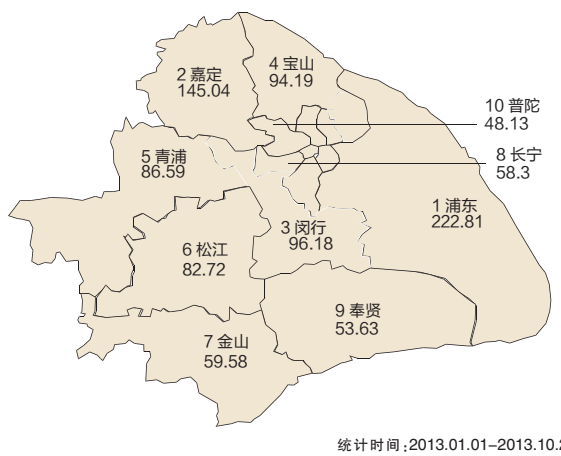 2 嘉定
145.04
4 宝山
94.19
10 普陀
48.13
5 青浦
86.59
8 长宁
58.3
1 浦东
222.81
3 闵行
96.18
6 松江
82.72
9 奉贤
53.63
7 金山
59.58
统计时间:2013.01.01-2013.10.2